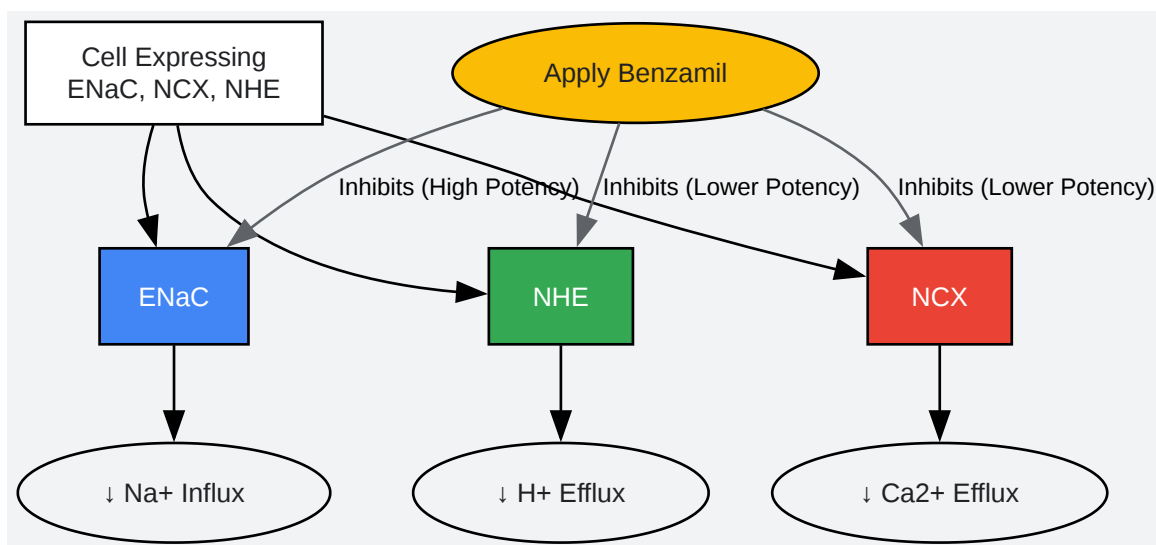 Cell Expressing
ENaC, NCX, NHE
Apply Benzamil
Inhibits (High Potency)
Inhibits (Lower Potency)
Inhibits (Lower Potency)
ENaC
NHE
NCX
↓ Na+ Influx
↓ H+ Efflux
↓ Ca2+ Efflux